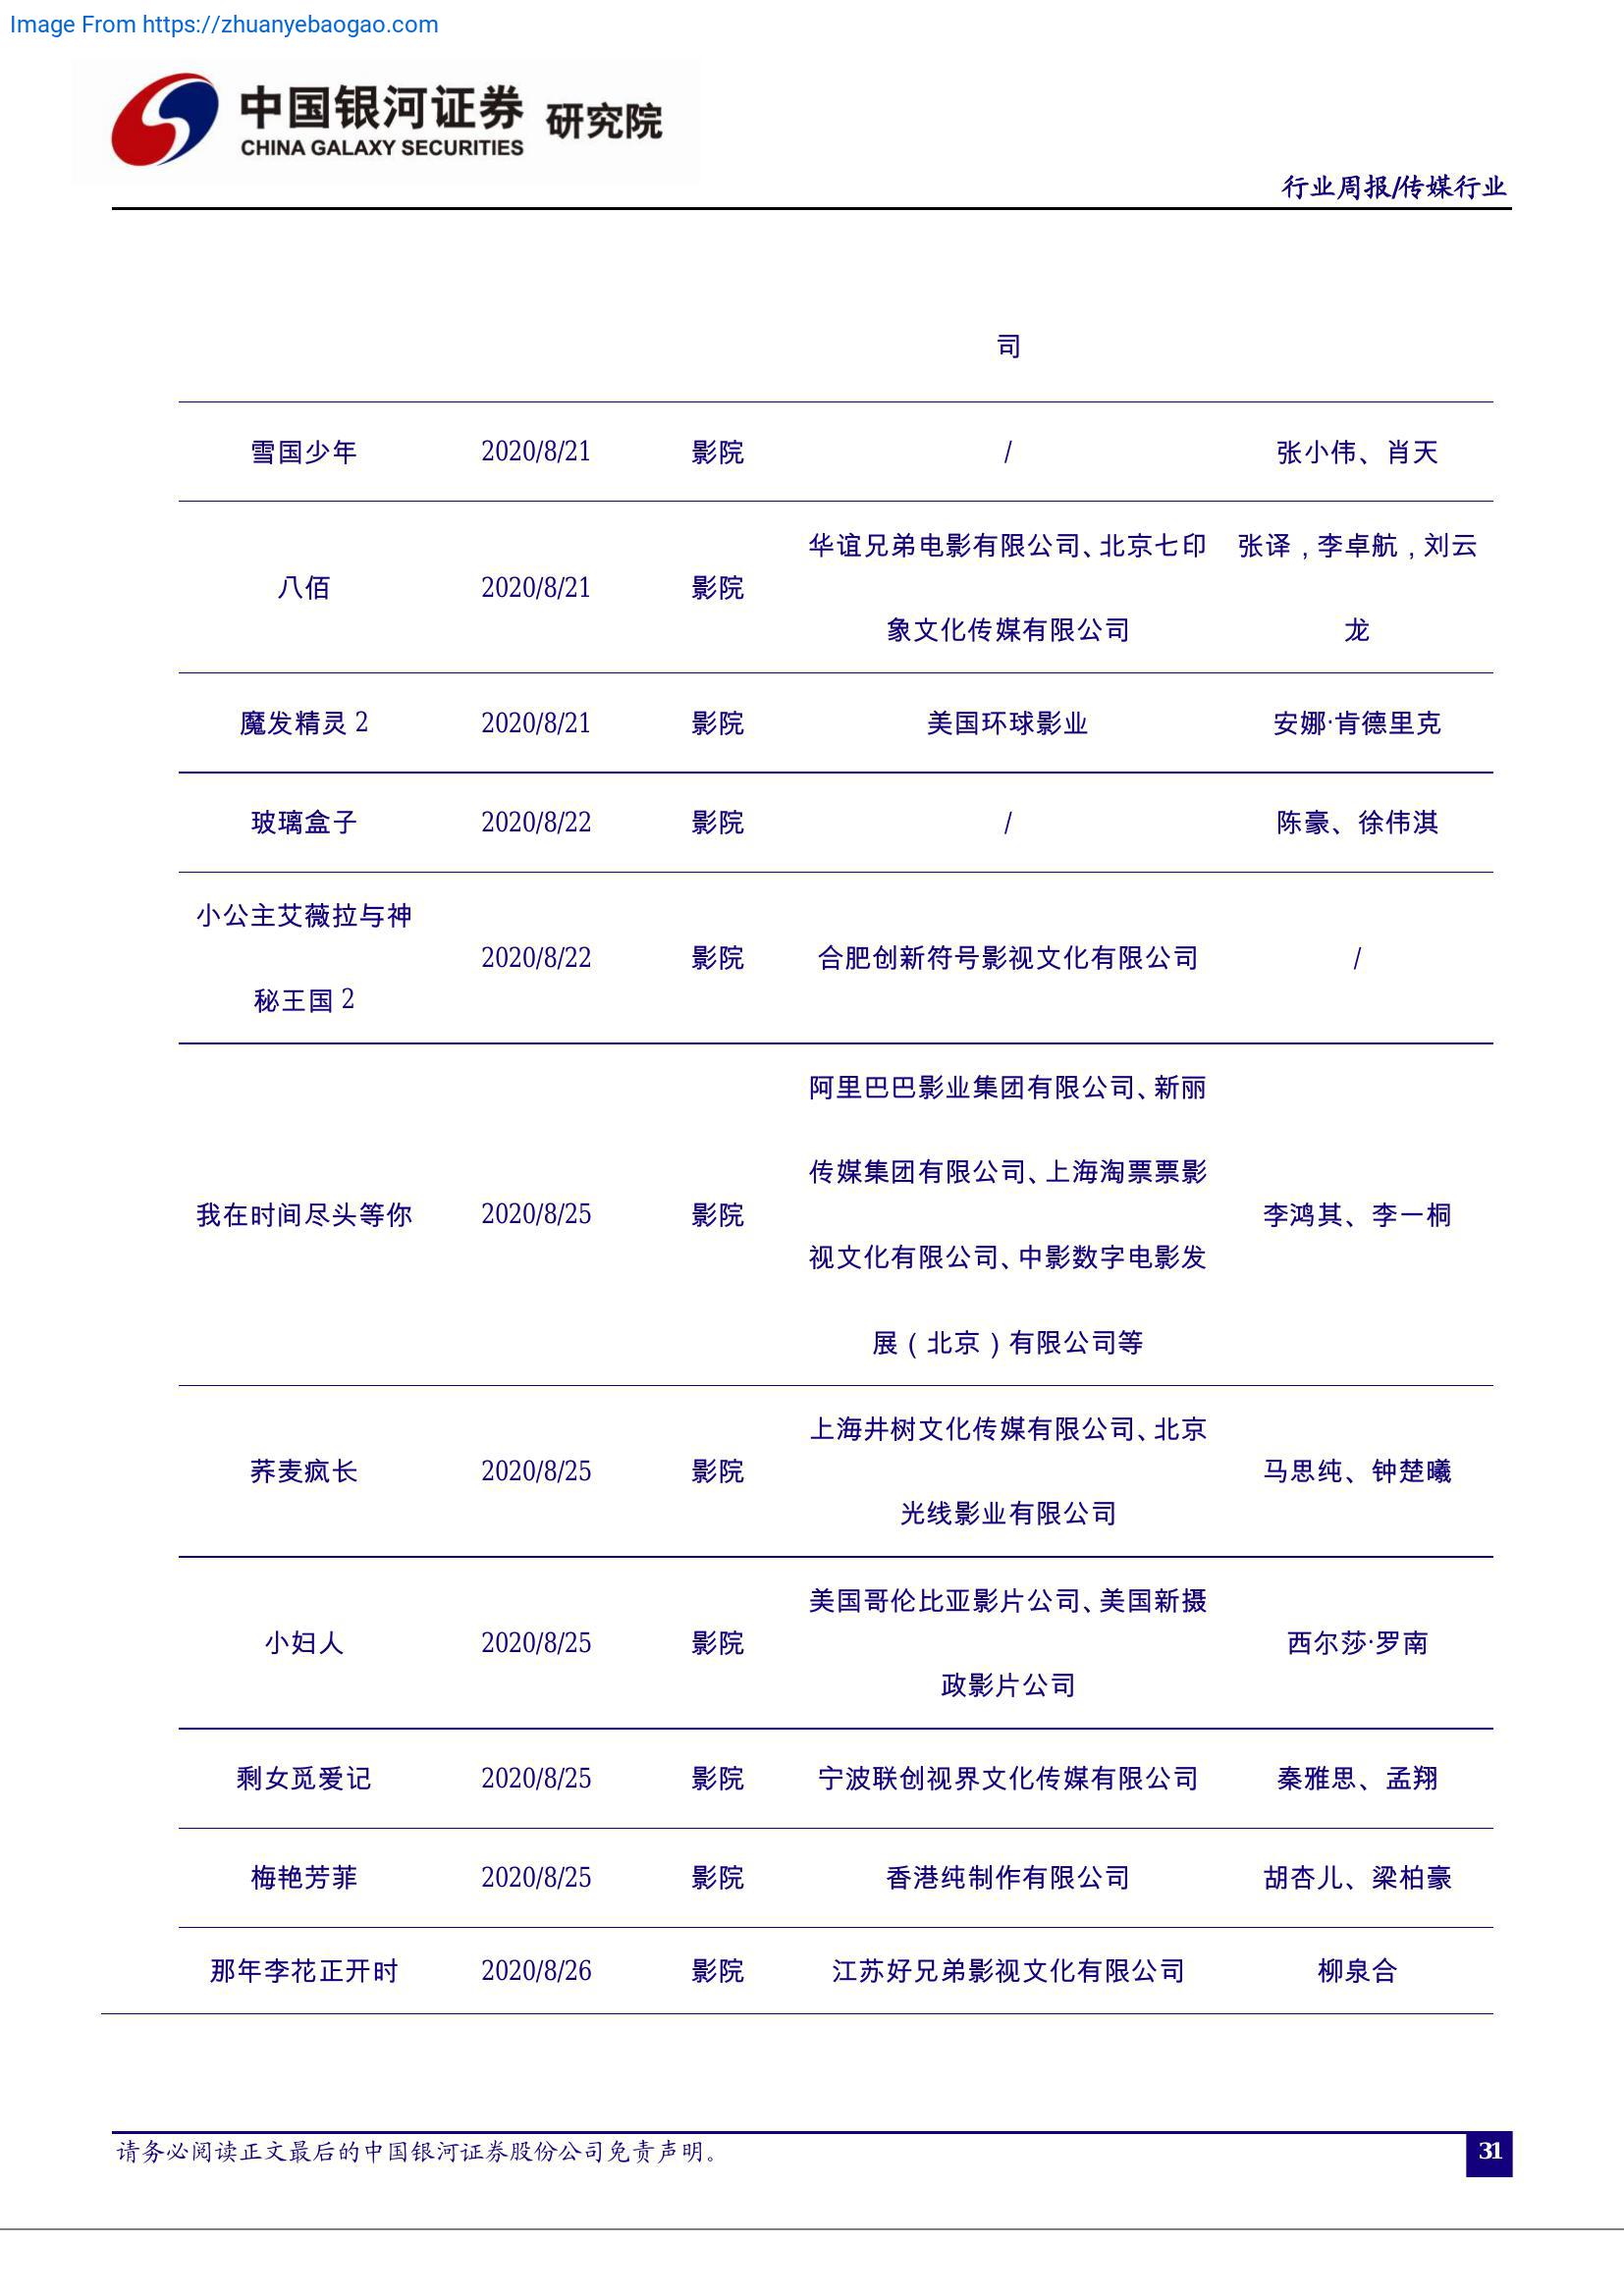 Image From https://zhuanyebaogao.com
中国银河证券 研究院
CHINA GALAXY SECURITIES
行业周报/传媒行业
司
雪国少年 2020/8/21 影院 / 张小伟、肖天
华谊兄弟电影有限公司、北京七印 张译,李卓航,刘云
八佰 2020/8/21 影院
象文化传媒有限公司 龙
魔发精灵 2 2020/8/21 影院 美国环球影业 安娜·肯德里克
玻璃盒子 2020/8/22 影院 / 陈豪、徐伟淇
小公主艾薇拉与神
2020/8/22 影院 合肥创新符号影视文化有限公司 /
秘王国 2
阿里巴巴影业集团有限公司、新丽
传媒集团有限公司、上海淘票票影
我在时间尽头等你 2020/8/25 影院 李鸿其、李一桐
视文化有限公司、中影数字电影发
展(北京)有限公司等
上海井树文化传媒有限公司、北京
荞麦疯长 2020/8/25 影院 马思纯、钟楚曦
光线影业有限公司
美国哥伦比亚影片公司、美国新摄
小妇人 2020/8/25 影院 西尔莎·罗南
政影片公司
剩女觅爱记 2020/8/25 影院 宁波联创视界文化传媒有限公司 秦雅思、孟翔
梅艳芳菲 2020/8/25 影院 香港纯制作有限公司 胡杏儿、梁柏豪
那年李花正开时 2020/8/26 影院 江苏好兄弟影视文化有限公司 柳泉合
请务必阅读正文最后的中国银河证券股份公司免责声明。
31